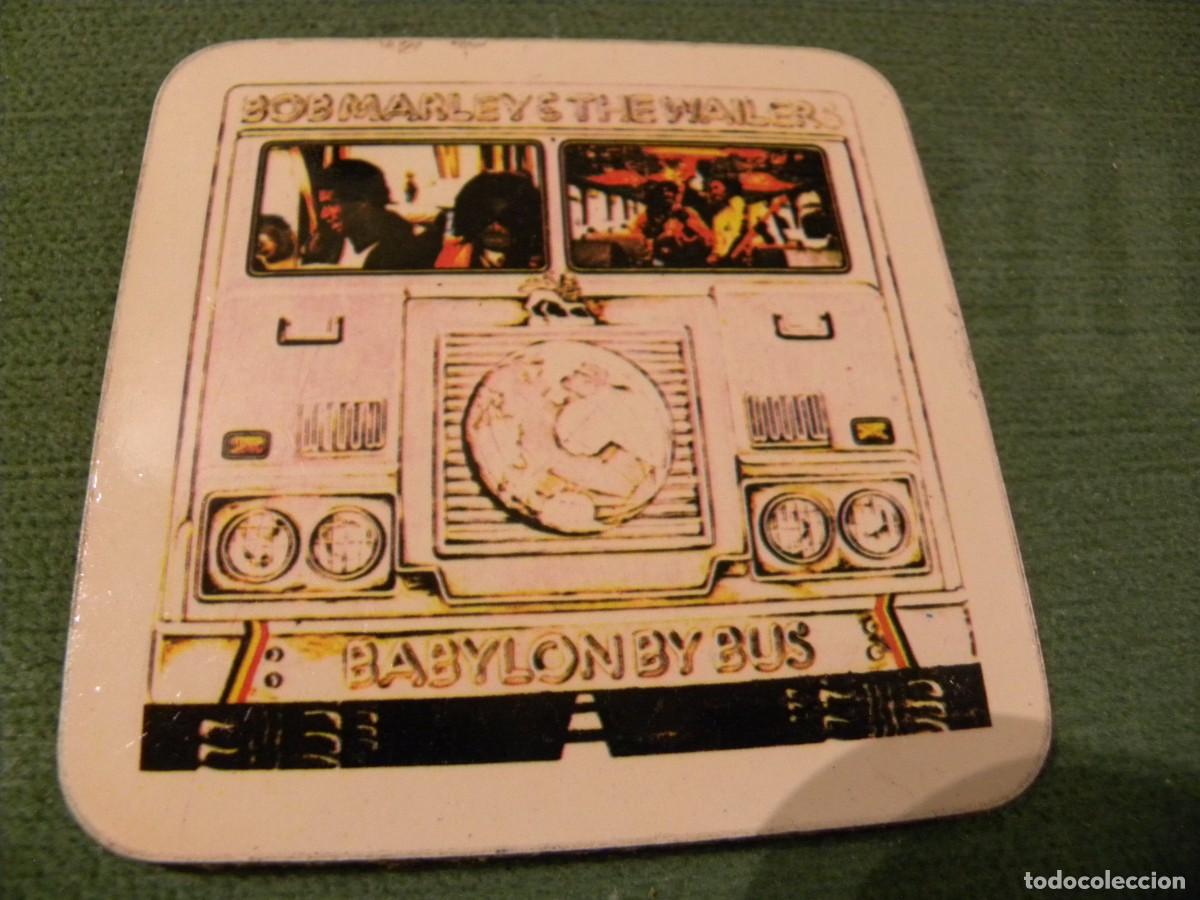 BOB MARLEY & THE WAILERS
BABYLON BY BUS
todocoleccion